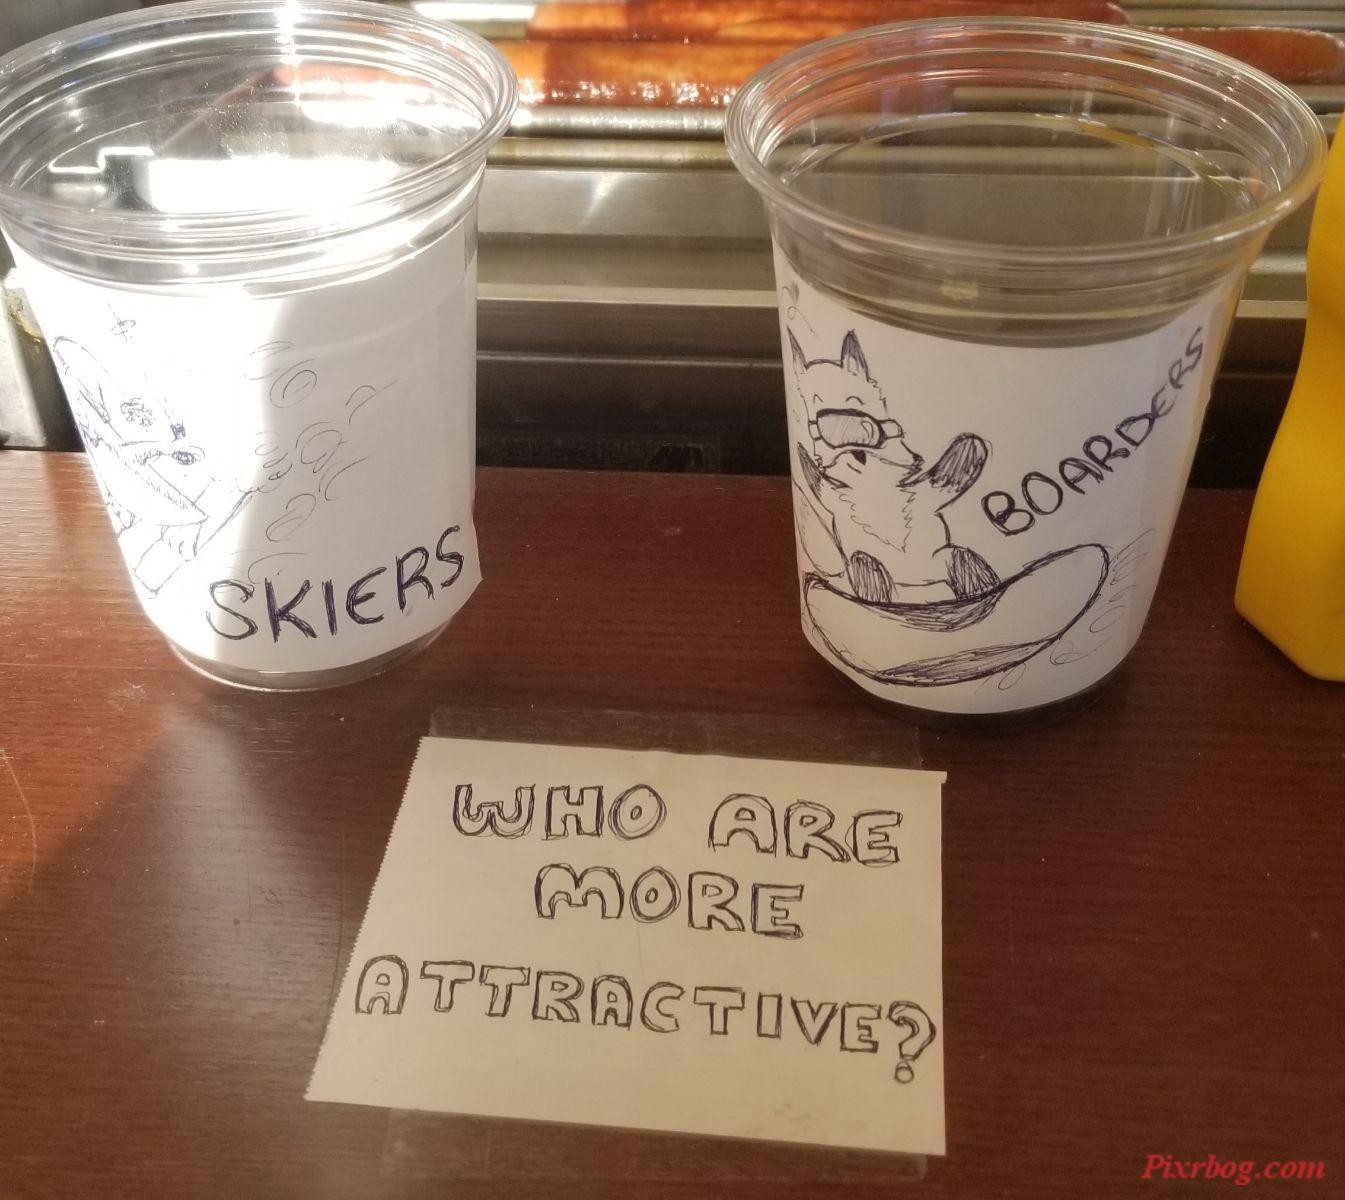 SKIERS
BOARDERS
WHO ARE
MORE
ATTRACTIVE?
Pixrbog.com